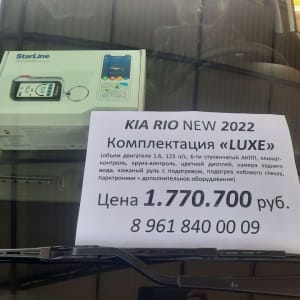 StarLine
KIA RIO NEW 2022
Комплектация «LUXE»
(объем двигателя 1.6, 123 л/с, 6-ти ступенчатый АКПП, климат-
контроль, круиз-контроль, цветной дисплей, камера заднего
вида, кожаный руль с подогревом, подогрев лобового стекла,
парктроники + дополнительное оборудование)
Цена 1.770.700 руб.
8 961 840 00 09